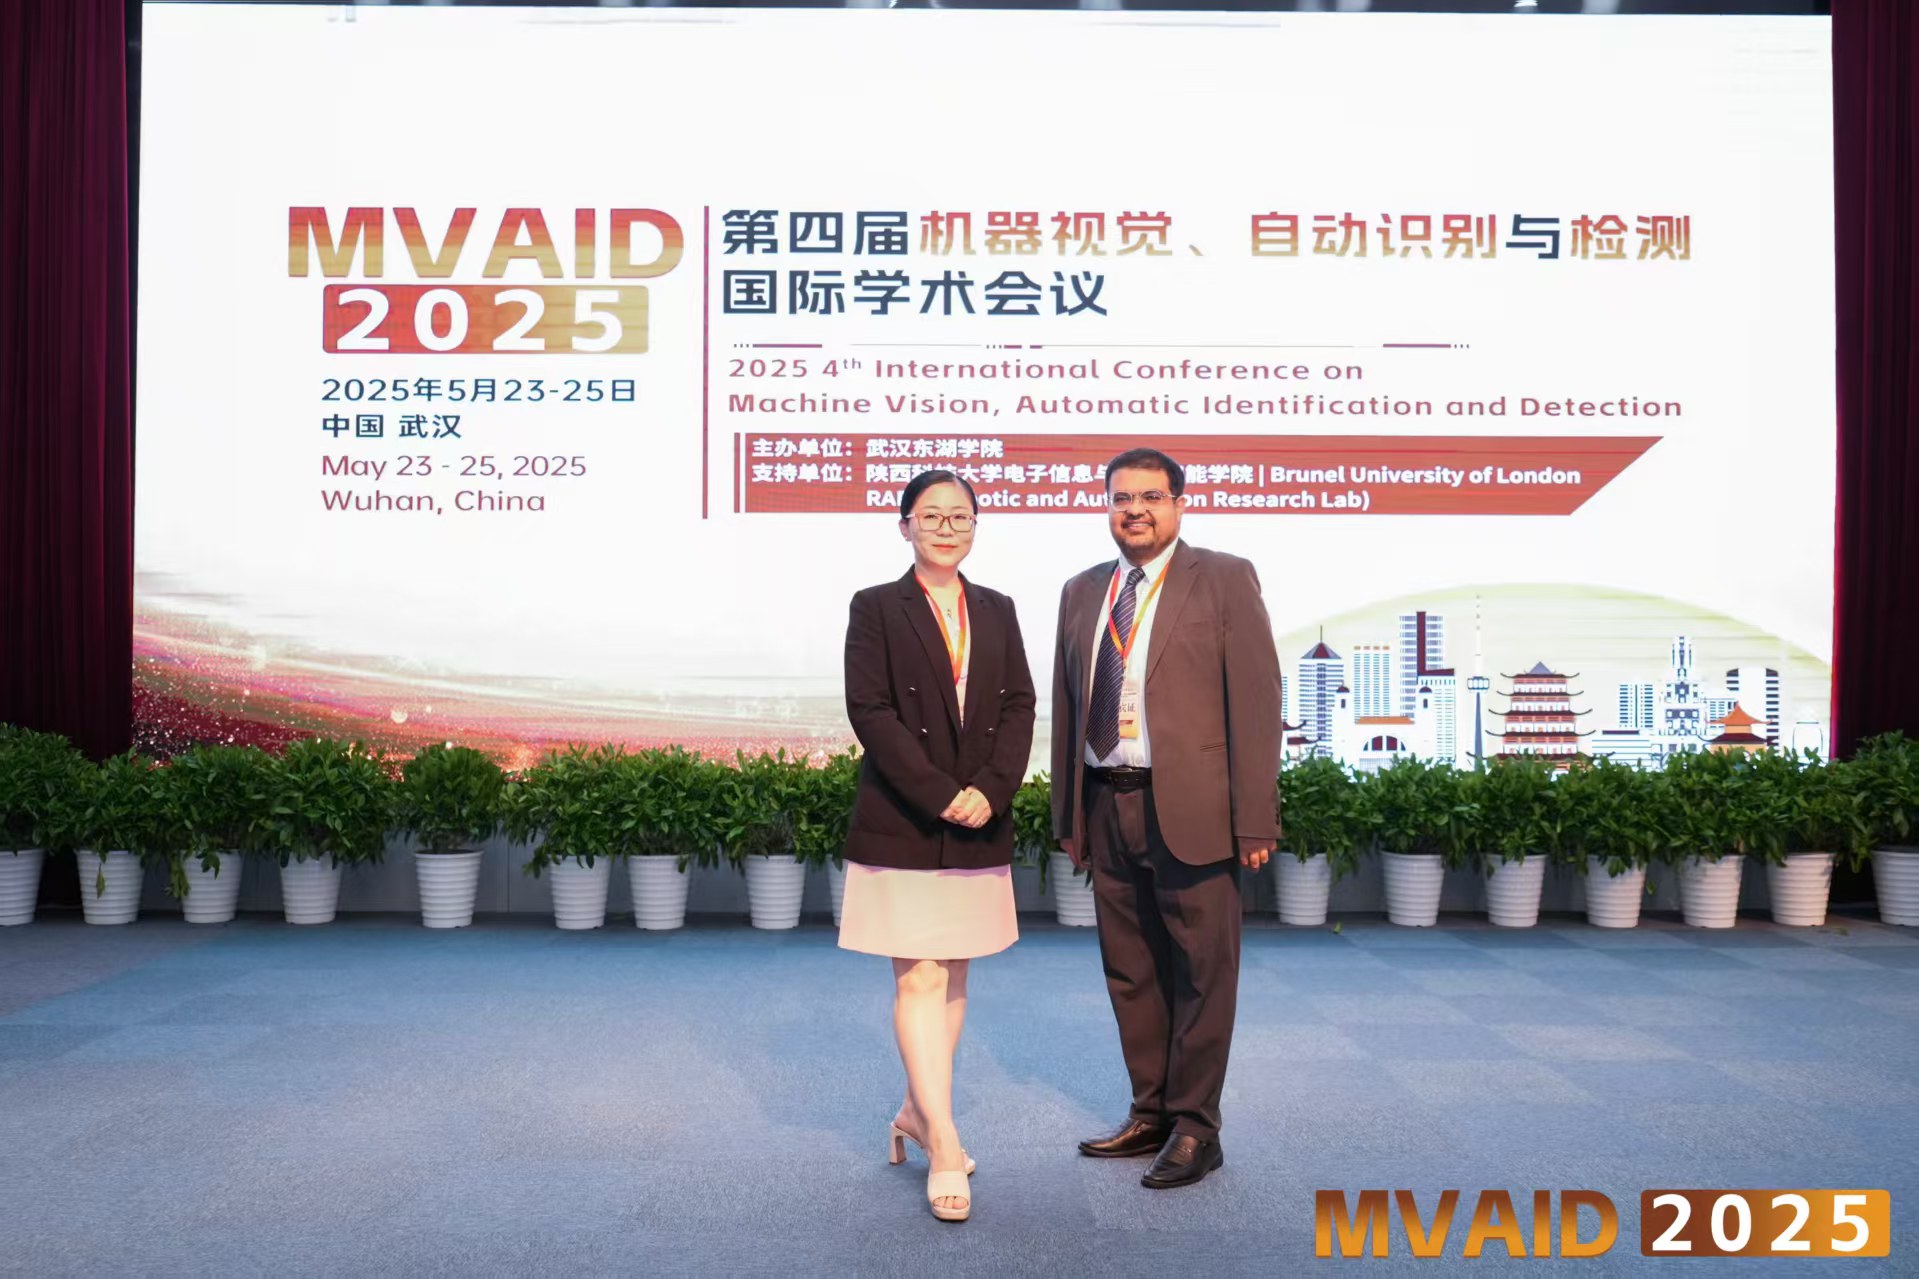 MVAID
2025
2025年5月23-25日
中国 武汉
May 23 - 25, 2025
Wuhan, China
第四届机器视觉、自动识别与检测
国际学术会议
2025 4th International Conference on
Machine Vision, Automatic Identification and Detection
主办单位：武汉东湖学院
支持单位：陕西科技大学电子信息与 能学院 | Brunel University of London
and Research Lab)
MVAID 2025